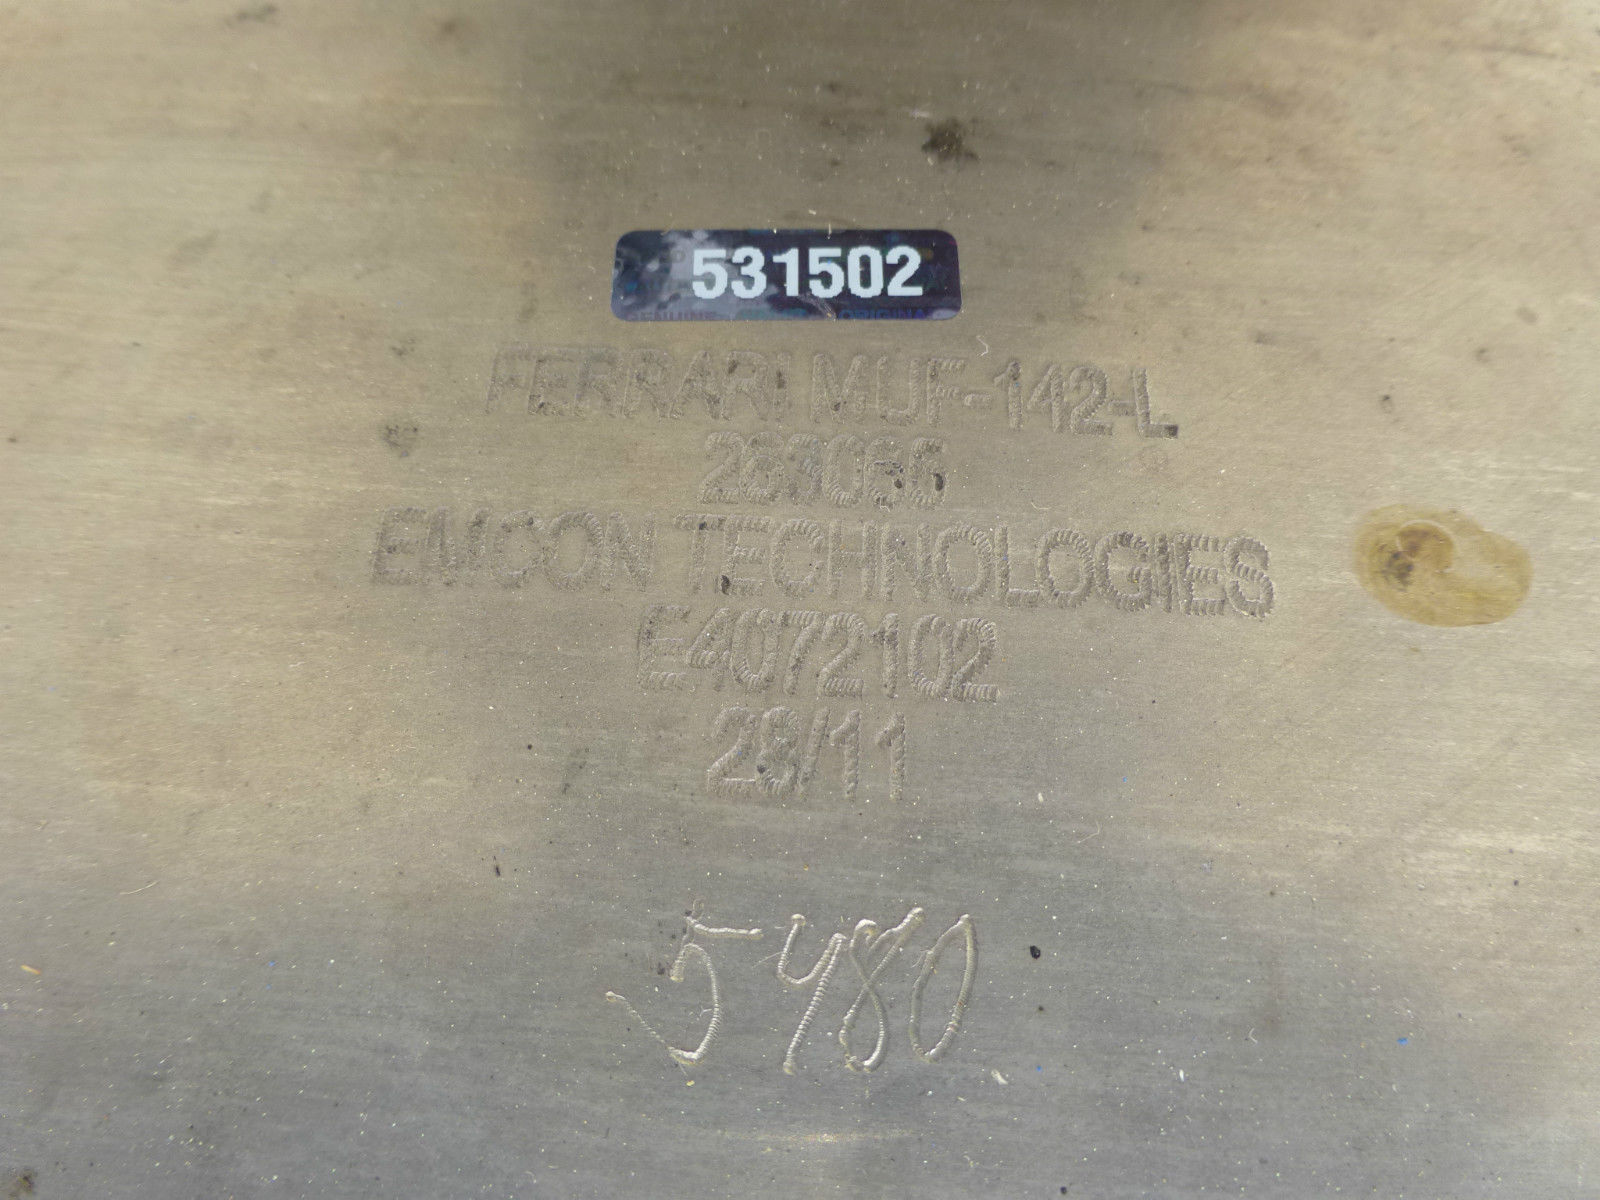 531502
FERRARI MUF-142-L
263066
EMCON TECHNOLOGIES
E4072102
28/11
5480